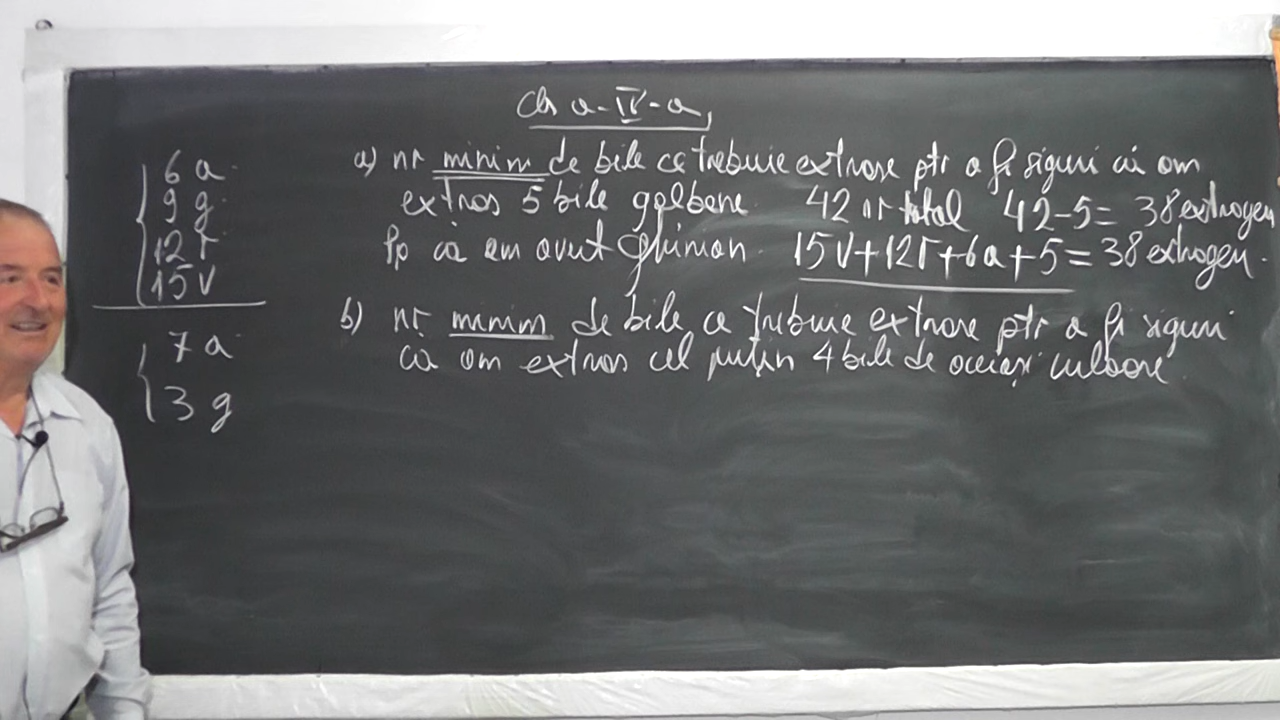 Cls a-IV-a,
6 a
9 g
12 r
15 V
7 a
3 g
a) nr minim de bile ce trebuie extrase ptr a fi siguri că am
extras 5 bile galbene. 42 nr total 42-5= 38 extrageri
Pp că am avut ghinion. 15V+12r+6a+5=38 extrageri.
b) nr minim de bile, ce trebuie extrase ptr a fi siguri
că am extras cel puțin 4 bile de aceeași culoare